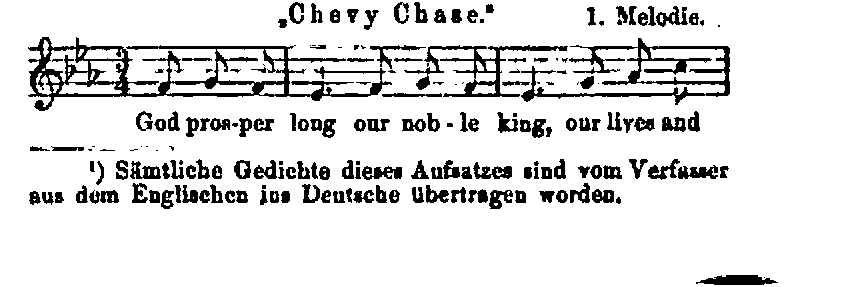 „Chevy Chase.“ 1. Melodie.
God pros-per long our nob-le king, our lives and
¹) Sämtliche Gedichte dieses Aufsatzes sind vom Verfasser
aus dem Englischen ins Deutsche übertragen worden.